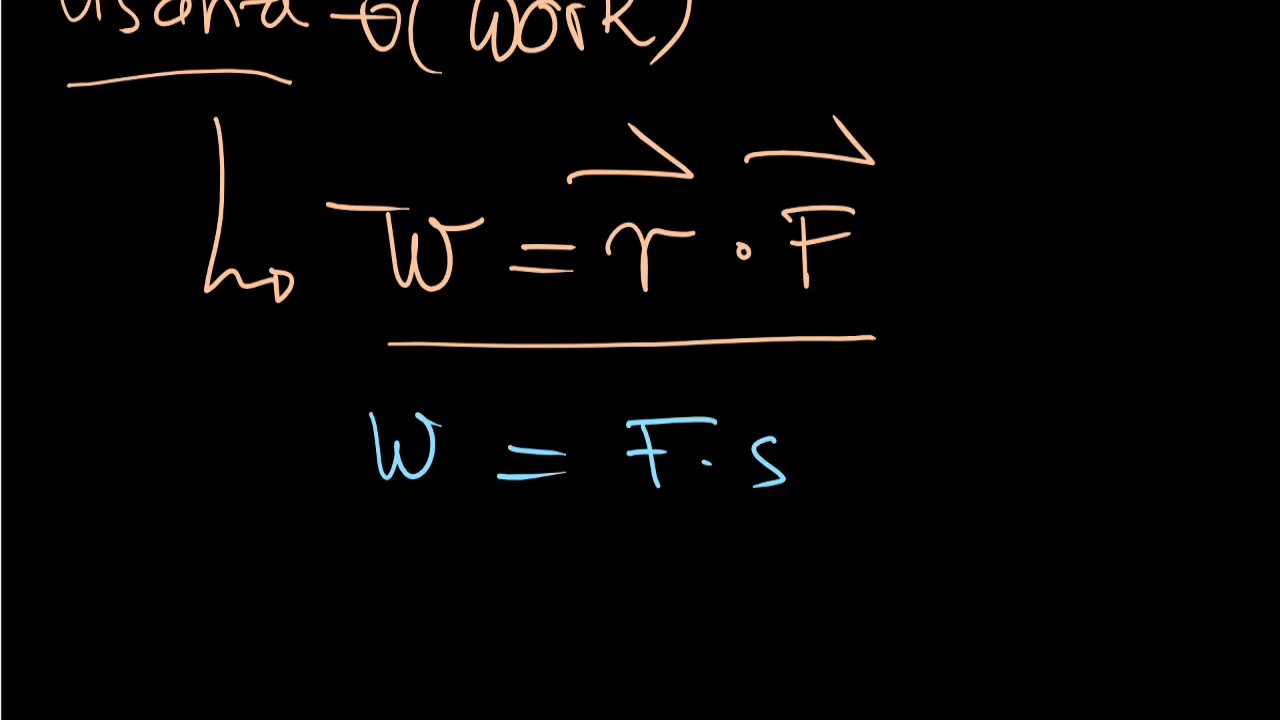 (Work)
W = r⃗ · F⃗
W = F. s